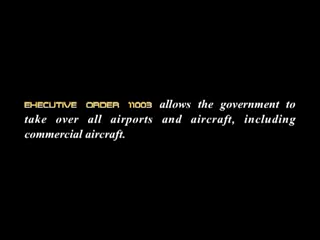 EXECUTIVE ORDER 11003 allows the government to
take over all airports and aircraft, including
commercial aircraft.